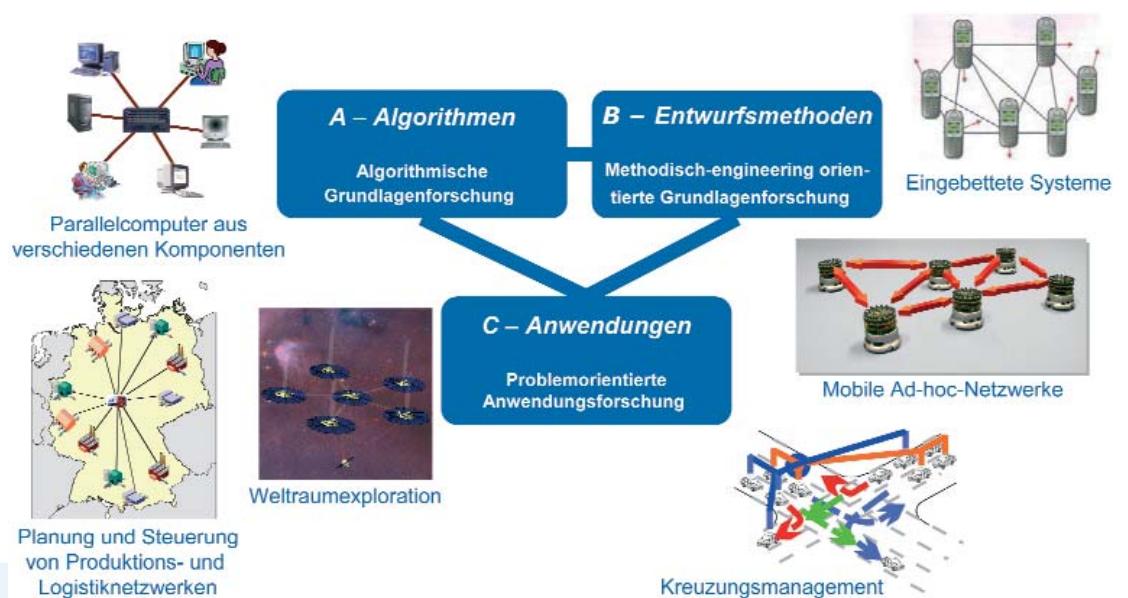 A – Algorithmen
Algorithmische
Grundlagenforschung
B – Entwurfsmethoden
Methodisch-engineering orien-
tierte Grundlagenforschung
C – Anwendungen
Problemorientierte
Anwendungsforschung
Parallelcomputer aus
verschiedenen Komponenten
Eingebettete Systeme
Mobile Ad-hoc-Netzwerke
Weltraumexploration
Planung und Steuerung
von Produktions- und
Logistiknetzwerken
Kreuzungsmanagement